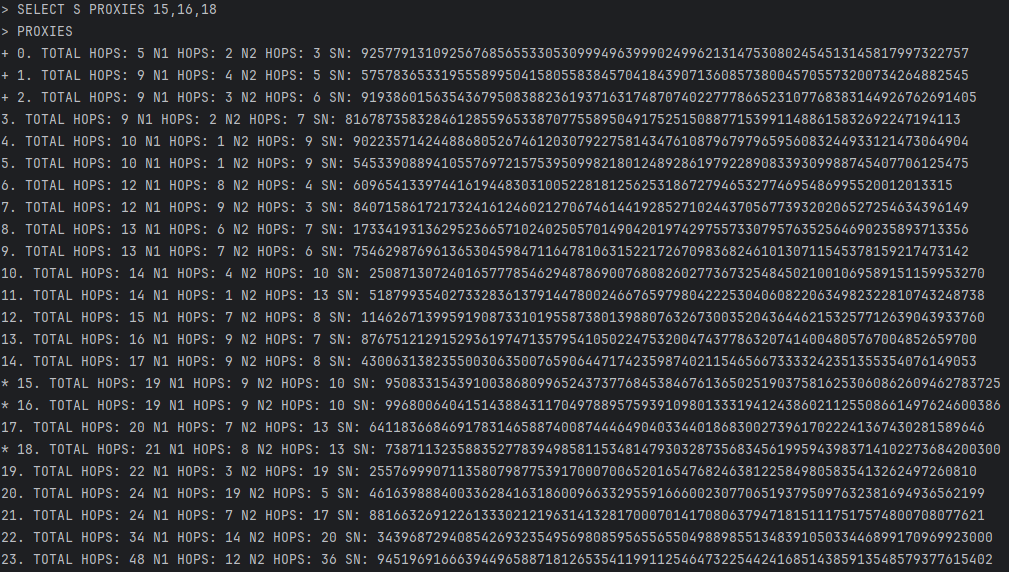 > SELECT S PROXIES 15,16,18
> PROXIES
+ 0. TOTAL HOPS: 5 N1 HOPS: 2 N2 HOPS: 3 SN: 92577913109256768565533053099949639990249962131475308024545131458179973227​57
+ 1. TOTAL HOPS: 9 N1 HOPS: 4 N2 HOPS: 5 SN: 57578365331955589950415805583845704184390713608573800457055732007342648825​45
+ 2. TOTAL HOPS: 9 N1 HOPS: 3 N2 HOPS: 6 SN: 91938601563543679508388236193716317487074022777866523107768383144926762691405
3. TOTAL HOPS: 9 N1 HOPS: 2 N2 HOPS: 7 SN: 8167873583284612855965338707755895049175251508877153991148861583269224719​4113
4. TOTAL HOPS: 10 N1 HOPS: 1 N2 HOPS: 9 SN: 90223571424488680526746120307922758143476108796797965956083244933121473064904
5. TOTAL HOPS: 10 N1 HOPS: 1 N2 HOPS: 9 SN: 54533908894105576972157539509982180124892861979228908339309988745407706125475
6. TOTAL HOPS: 12 N1 HOPS: 8 N2 HOPS: 4 SN: 609654133974416194483031005228181256253186727946532774695486995520012013315
7. TOTAL HOPS: 12 N1 HOPS: 9 N2 HOPS: 3 SN: 84071586172173241612460212706746144192852710244370567739320206527254634396149
8. TOTAL HOPS: 13 N1 HOPS: 6 N2 HOPS: 7 SN: 17334193136295236657102402505701490420197429755733079576352564690235893713356
9. TOTAL HOPS: 13 N1 HOPS: 7 N2 HOPS: 6 SN: 75462987696136530459847116478106315221726709836824610130711545378159217473142
10. TOTAL HOPS: 14 N1 HOPS: 4 N2 HOPS: 10 SN: 25087130724016577785462948786900768082602773673254845021001069589151159953270
11. TOTAL HOPS: 14 N1 HOPS: 1 N2 HOPS: 13 SN: 51879935402733283613791447800246676597980422253040608220634982322810743248738
12. TOTAL HOPS: 15 N1 HOPS: 7 N2 HOPS: 8 SN: 114626713995919087331019558738013988076326730035204364462153257712639043933760
13. TOTAL HOPS: 16 N1 HOPS: 9 N2 HOPS: 7 SN: 87675121291529361974713579541050224753200474377863207414004805767004852659700
14. TOTAL HOPS: 17 N1 HOPS: 9 N2 HOPS: 8 SN: 43006313823550030635007659064471742359874021154656673333242351355354076149053
* 15. TOTAL HOPS: 19 N1 HOPS: 9 N2 HOPS: 10 SN: 95083315439100386809965243737768453846761365025190375816253060862609462783725
* 16. TOTAL HOPS: 19 N1 HOPS: 9 N2 HOPS: 10 SN: 99680064041514388431170497889575939109801333194124386021125508661497624600386
17. TOTAL HOPS: 20 N1 HOPS: 7 N2 HOPS: 13 SN: 64118366846917831465887400874446490403344018683002739617022241367430281589646
* 18. TOTAL HOPS: 21 N1 HOPS: 8 N2 HOPS: 13 SN: 73871132358835277839498581153481479303287356834561995943983714102273684200300
19. TOTAL HOPS: 22 N1 HOPS: 3 N2 HOPS: 19 SN: 2557699907113580798775391700070065201654768246381225849805835413262497260810
20. TOTAL HOPS: 24 N1 HOPS: 19 N2 HOPS: 5 SN: 46163988840033628416318600966332955916660023077065193795097632381694936562199
21. TOTAL HOPS: 24 N1 HOPS: 7 N2 HOPS: 17 SN: 88166326912261333021219631413281700070141708063794718151117517574800708077621
22. TOTAL HOPS: 34 N1 HOPS: 14 N2 HOPS: 20 SN: 34396872940854269323549569808595655655504988985513483910503344689917096992300​0
23. TOTAL HOPS: 48 N1 HOPS: 12 N2 HOPS: 36 SN: 94519691666394496588718126535411991125464732254424168514385913548579377615402